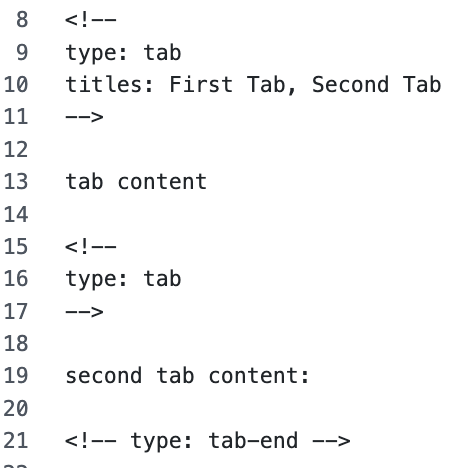 8 <!--
9 type: tab
10 titles: First Tab, Second Tab
11 -->
12
13 tab content
14
15 <!--
16 type: tab
17 -->
18
19 second tab content:
20
21 <!-- type: tab-end -->